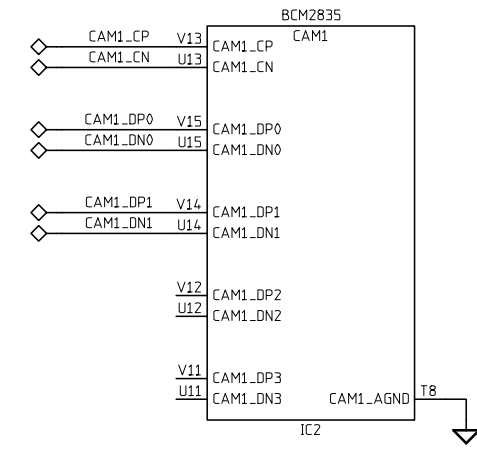 BCM2835
CAM1
CAM1_CP V13 CAM1_CP
CAM1_CN U13 CAM1_CN
CAM1_DP0 V15 CAM1_DP0
CAM1_DN0 U15 CAM1_DN0
CAM1_DP1 V14 CAM1_DP1
CAM1_DN1 U14 CAM1_DN1
V12 CAM1_DP2
U12 CAM1_DN2
V11 CAM1_DP3
U11 CAM1_DN3 CAM1_AGND T8
IC2